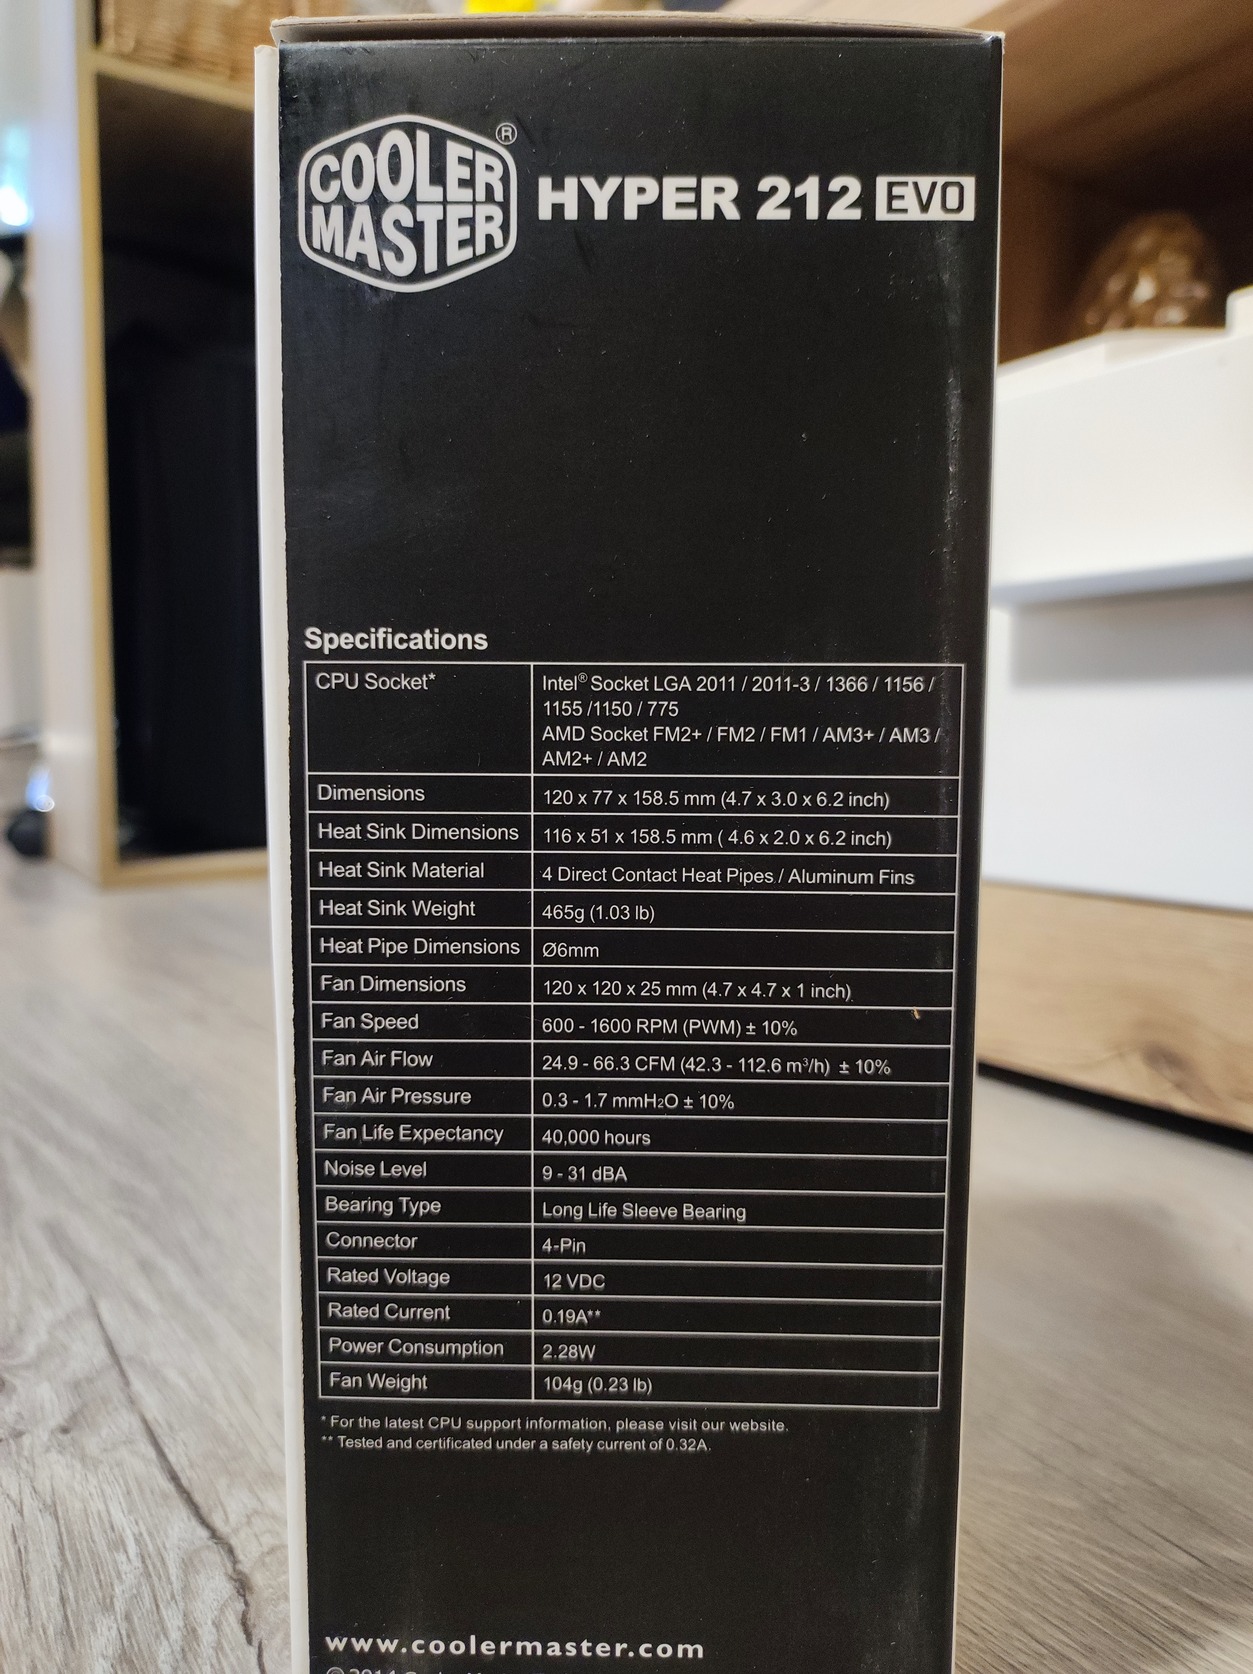 COOLER MASTER ®
HYPER 212 EVO
Specifications
CPU Socket* Intel® Socket LGA 2011 / 2011-3 / 1366 / 1156 /
1155 /1150 / 775
AMD Socket FM2+ / FM2 / FM1 / AM3+ / AM3 /
AM2+ / AM2
Dimensions 120 x 77 x 158.5 mm (4.7 x 3.0 x 6.2 inch)
Heat Sink Dimensions 116 x 51 x 158.5 mm ( 4.6 x 2.0 x 6.2 inch)
Heat Sink Material 4 Direct Contact Heat Pipes / Aluminum Fins
Heat Sink Weight 465g (1.03 lb)
Heat Pipe Dimensions Ø6mm
Fan Dimensions 120 x 120 x 25 mm (4.7 x 4.7 x 1 inch)
Fan Speed 600 - 1600 RPM (PWM) ± 10%
Fan Air Flow 24.9 - 66.3 CFM (42.3 - 112.6 m³/h) ± 10%
Fan Air Pressure 0.3 - 1.7 mmH₂O ± 10%
Fan Life Expectancy 40,000 hours
Noise Level 9 - 31 dBA
Bearing Type Long Life Sleeve Bearing
Connector 4-Pin
Rated Voltage 12 VDC
Rated Current 0.19A**
Power Consumption 2.28W
Fan Weight 104g (0.23 lb)
* For the latest CPU support information, please visit our website.
** Tested and certificated under a safety current of 0.32A.
www.coolermaster.com